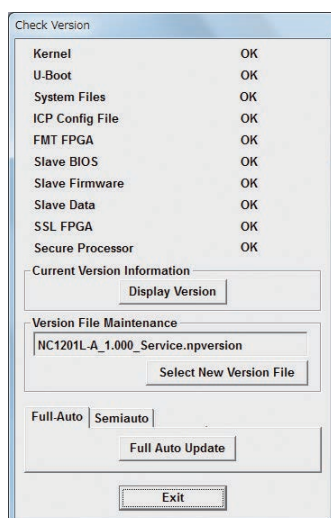 Check Version
Kernel OK
U-Boot OK
System Files OK
ICP Config File OK
FMT FPGA OK
Slave BIOS OK
Slave Firmware OK
Slave Data OK
SSL FPGA OK
Secure Processor OK
Current Version Information
Display Version
Version File Maintenance
NC1201L-A_1.000_Service.npversion
Select New Version File
Full-Auto Semiauto
Full Auto Update
Exit